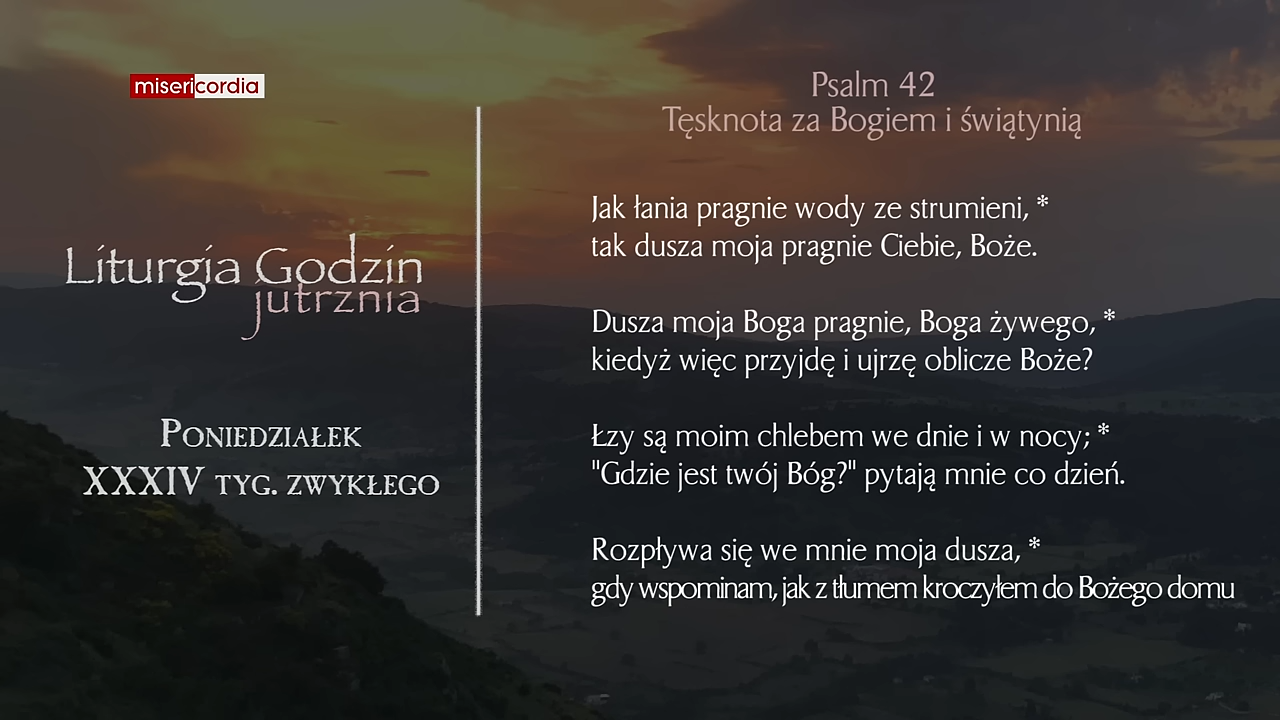 misericordia
Liturgia Godzin
jutrznia
Poniedziałek
XXXIV tyg. zwykłego
Psalm 42
Tęsknota za Bogiem i świątynią
Jak łania pragnie wody ze strumieni, *
tak dusza moja pragnie Ciebie, Boże.
Dusza moja Boga pragnie, Boga żywego, *
kiedyż więc przyjdę i ujrzę oblicze Boże?
Łzy są moim chlebem we dnie i w nocy; *
"Gdzie jest twój Bóg?" pytają mnie co dzień.
Rozpływa się we mnie moja dusza, *
gdy wspominam, jak z tłumem kroczyłem do Bożego domu